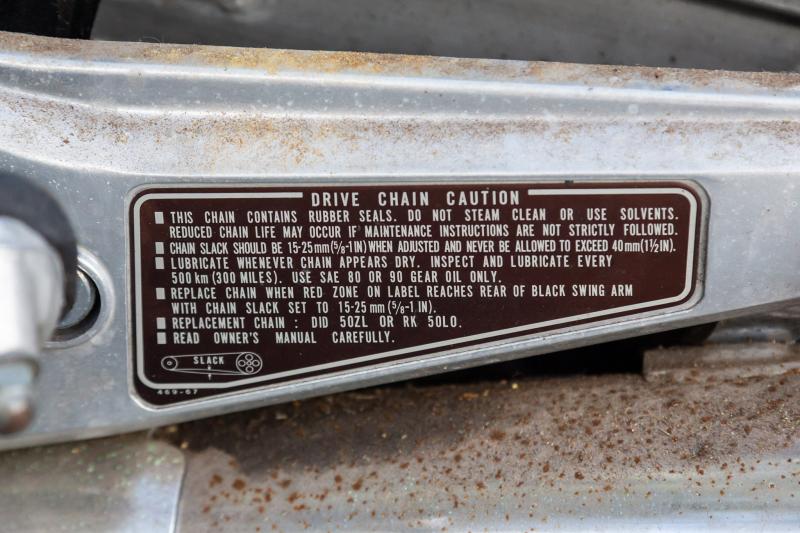 DRIVE CHAIN CAUTION
■ THIS CHAIN CONTAINS RUBBER SEALS. DO NOT STEAM CLEAN OR USE SOLVENTS.
REDUCED CHAIN LIFE MAY OCCUR IF MAINTENANCE INSTRUCTIONS ARE NOT STRICTLY FOLLOWED.
■ CHAIN SLACK SHOULD BE 15-25mm(5/8-1IN) WHEN ADJUSTED AND NEVER BE ALLOWED TO EXCEED 40mm(1½IN).
■ LUBRICATE WHENEVER CHAIN APPEARS DRY. INSPECT AND LUBRICATE EVERY
500 km (300 MILES). USE SAE 80 OR 90 GEAR OIL ONLY.
■ REPLACE CHAIN WHEN RED ZONE ON LABEL REACHES REAR OF BLACK SWING ARM
WITH CHAIN SLACK SET TO 15-25 mm (5/8-1 IN).
■ REPLACEMENT CHAIN : DID 50ZL OR RK 50LO.
■ READ OWNER'S MANUAL CAREFULLY.
SLACK
469-67